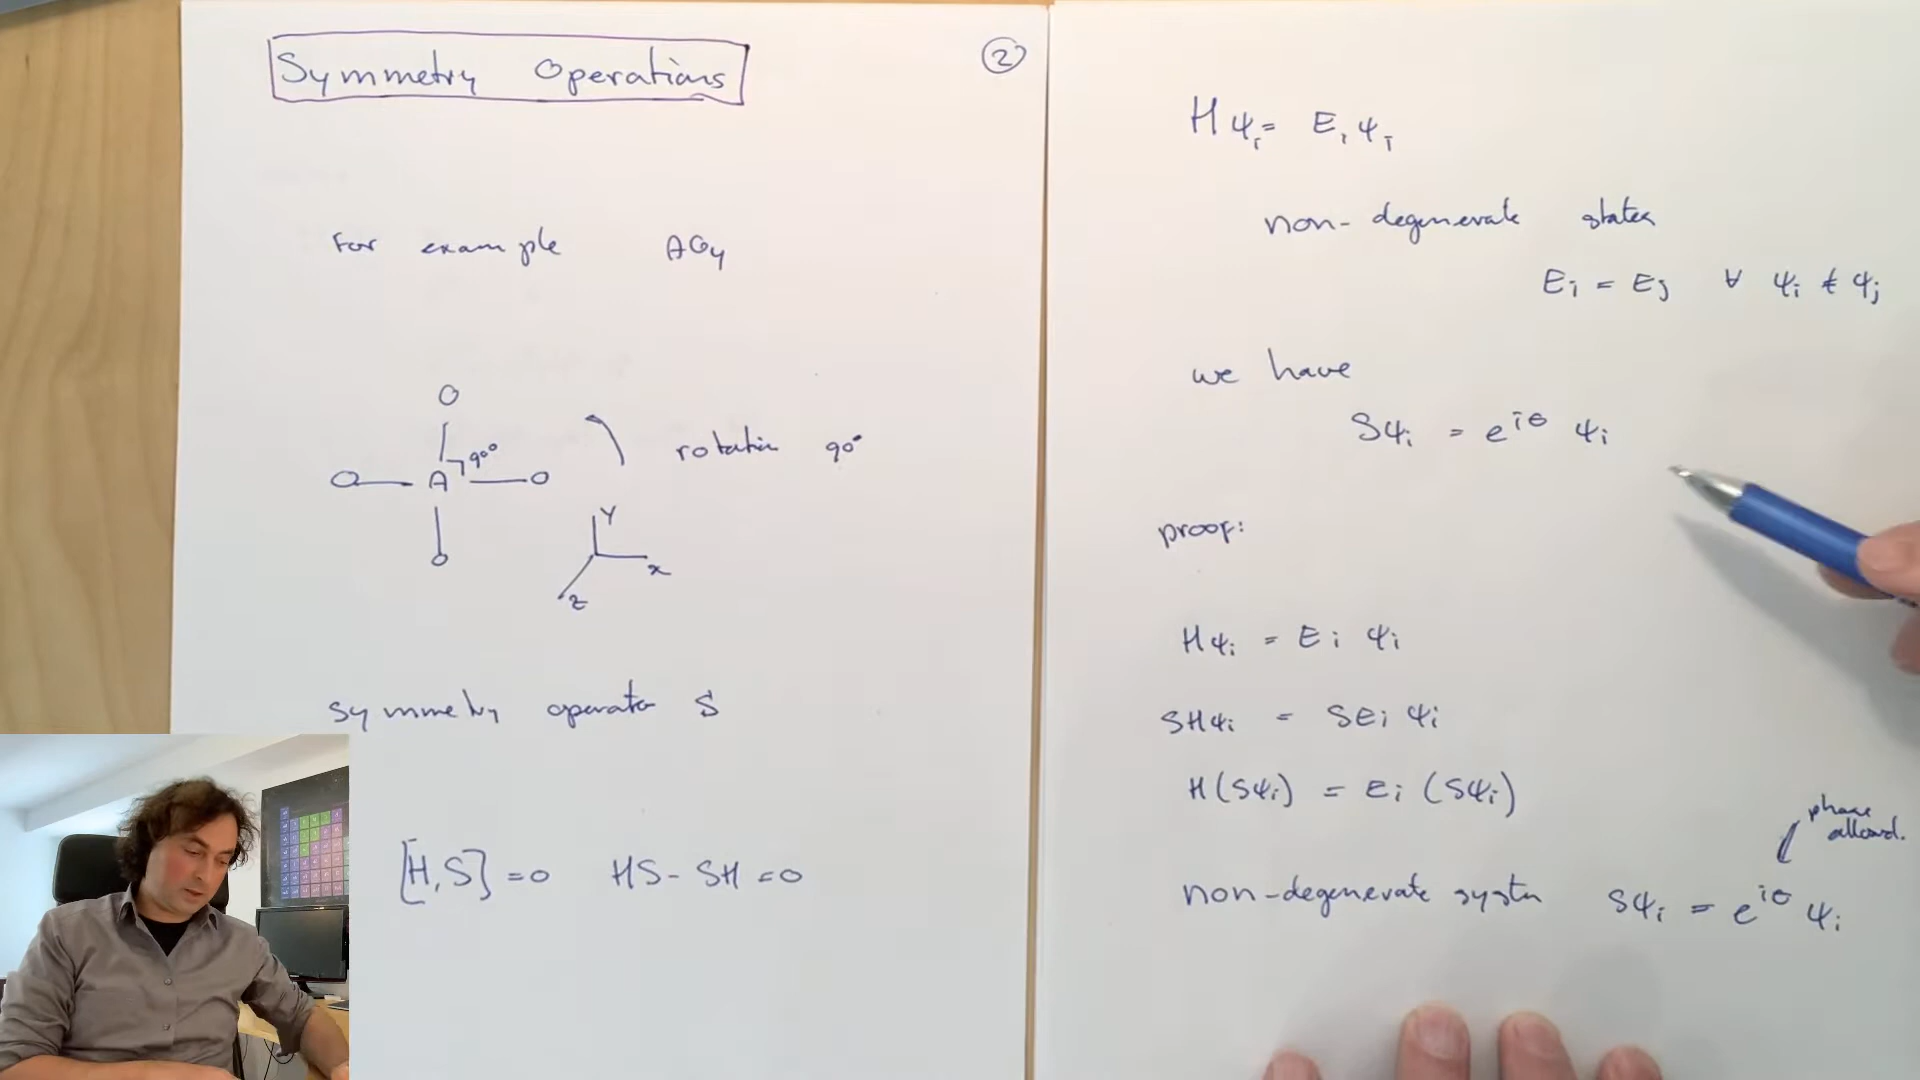 Symmetry Operations
2
for example AO4
O
90°
O A O
O
rotation 90°
Y
x
z
symmetry operator S
[H,S] = 0 HS - SH = 0
Hψi = Eiψi
non-degenerate states
Ei = Ej ∀ ψi ≠ ψj
we have
Sψi = e^iθ ψi
proof:
Hψi = Ei ψi
SHψi = SEi ψi
H(Sψi) = Ei (Sψi)
phase
allowed.
non-degenerate system Sψi = e^iθ ψi